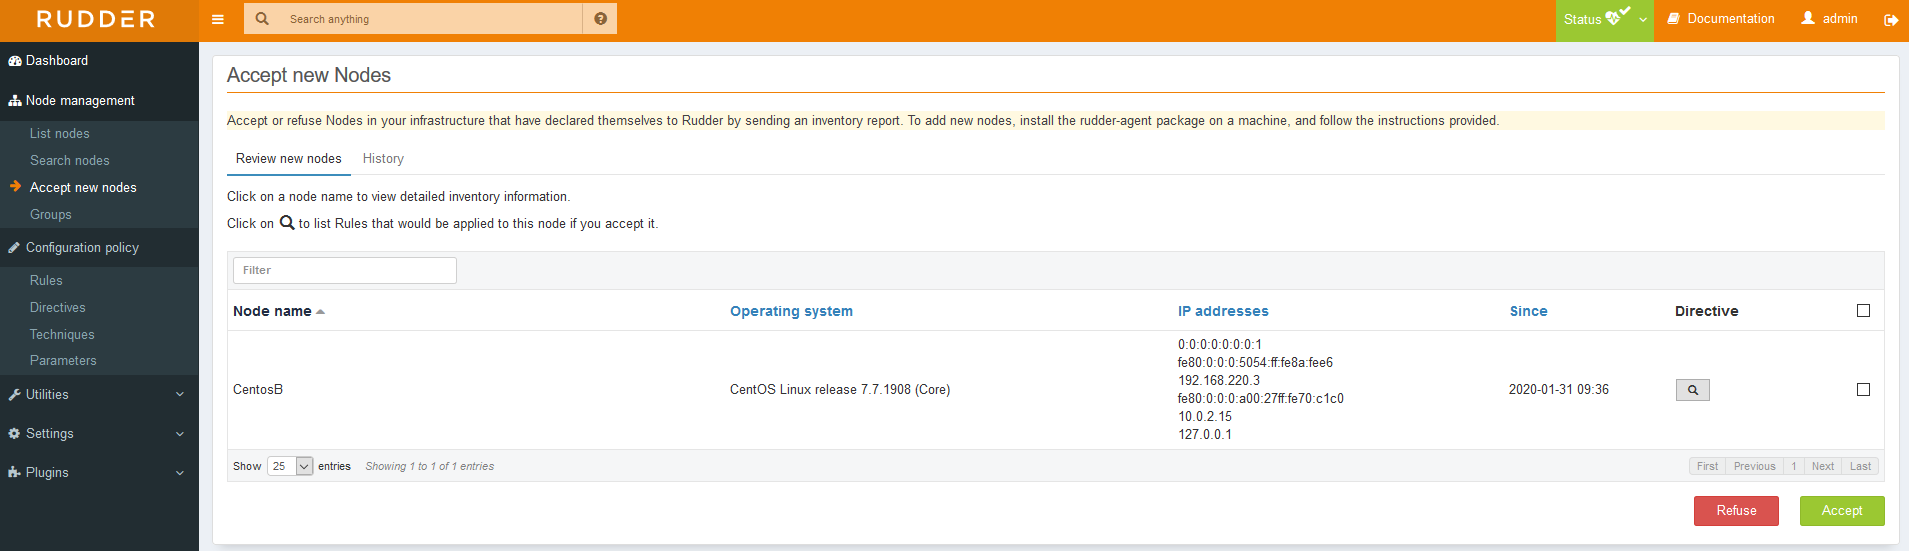 RUDDER
Search anything
Status
Documentation
admin
Dashboard
Node management
List nodes
Search nodes
Accept new nodes
Groups
Configuration policy
Rules
Directives
Techniques
Parameters
Utilities
Settings
Plugins
Accept new Nodes
Accept or refuse Nodes in your infrastructure that have declared themselves to Rudder by sending an inventory report. To add new nodes, install the rudder-agent package on a machine, and follow the instructions provided.
Review new nodes History
Click on a node name to view detailed inventory information.
Click on to list Rules that would be applied to this node if you accept it.
Filter
Node name Operating system IP addresses Since Directive
0:0:0:0:0:0:0:1
fe80:0:0:0:5054:ff:fe8a:fee6
192.168.220.3
CentosB CentOS Linux release 7.7.1908 (Core) 2020-01-31 09:36
fe80:0:0:0:a00:27ff:fe70:c1c0
10.0.2.15
127.0.0.1
Show 25 entries Showing 1 to 1 of 1 entries First Previous 1 Next Last
Refuse Accept